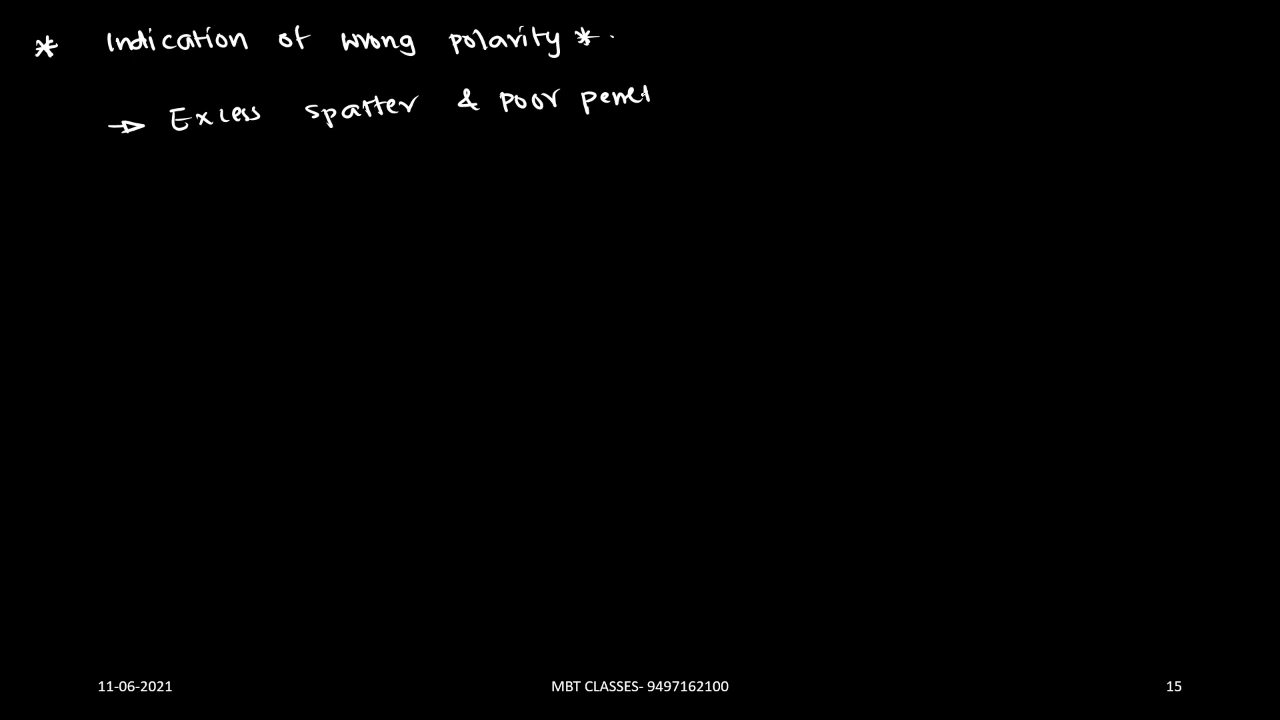 * Indication of wrong polarity * .
→ Excess spatter & poor penet
11-06-2021
MBT CLASSES- 9497162100
15